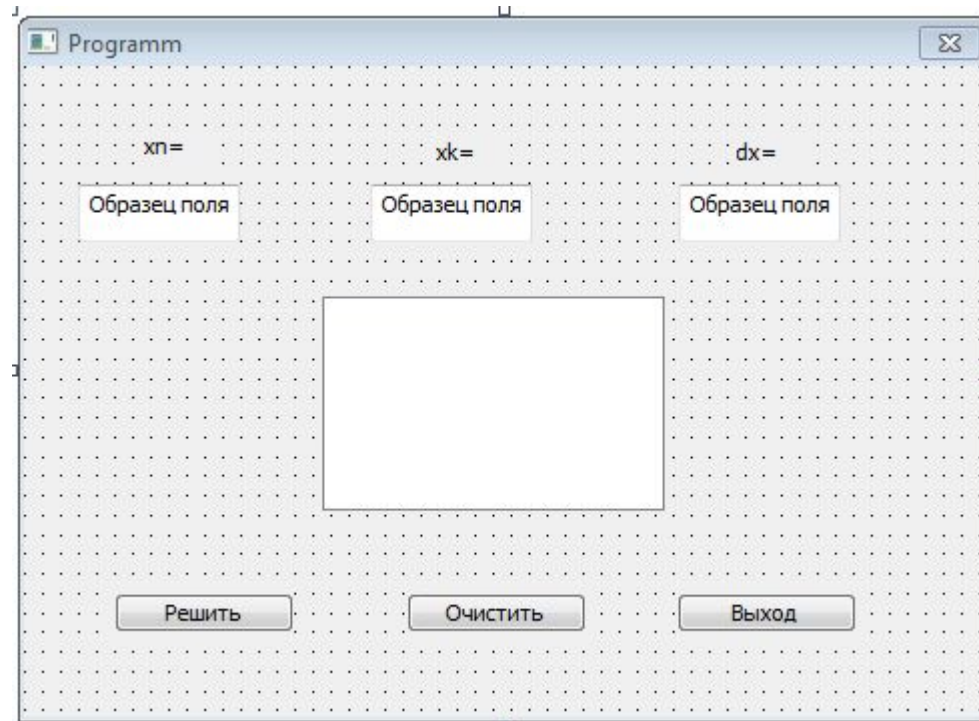 Programm
xn= xk= dx=
Образец поля Образец поля Образец поля
Решить Очистить Выход